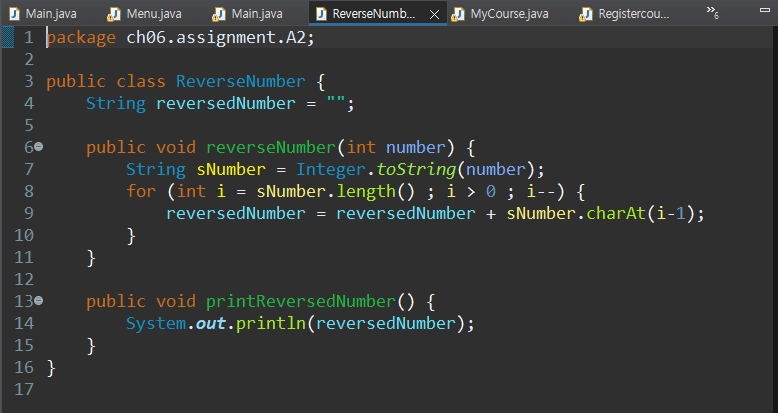 Main.java Menu.java Main.java ReverseNumb... MyCourse.java Registercou... »6
1 package ch06.assignment.A2;
2
3 public class ReverseNumber {
4     String reversedNumber = "";
5
6     public void reverseNumber(int number) {
7         String sNumber = Integer.toString(number);
8         for (int i = sNumber.length() ; i > 0 ; i--) {
9             reversedNumber = reversedNumber + sNumber.charAt(i-1);
10         }
11     }
12
13     public void printReversedNumber() {
14         System.out.println(reversedNumber);
15     }
16 }
17